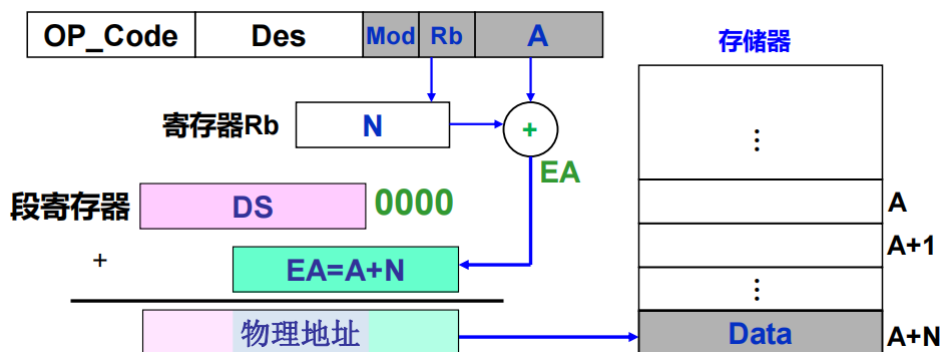 OP_Code Des Mod Rb A
存储器
寄存器Rb N +
⋮
EA
段寄存器 DS 0000
A
+ EA=A+N
A+1
⋮
物理地址
Data A+N